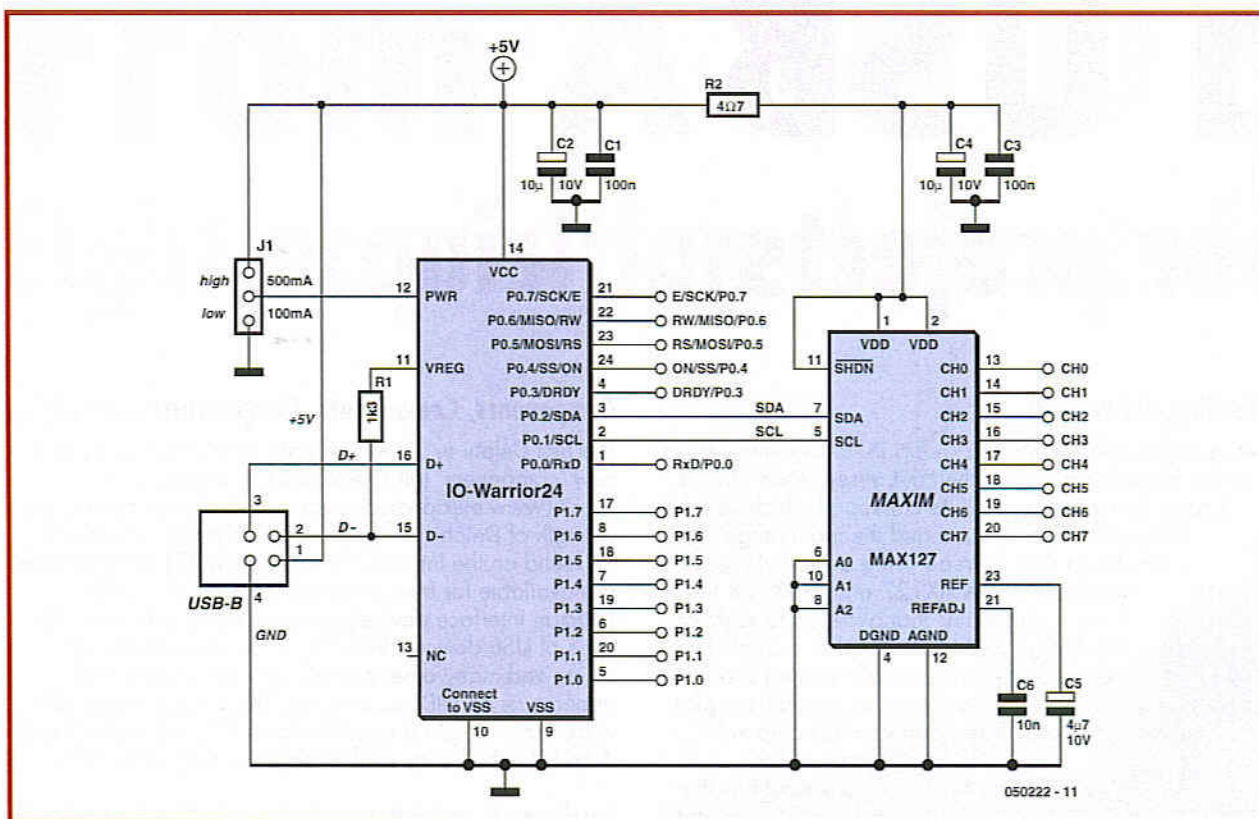 +5V
R2
4Ω7
C2
C1
10µ
10V
100n
C4
C3
10µ
10V
100n
J1
high
500mA
low
100mA
14
VCC
12
PWR
11
VREG
R1
1k3
+5V
D+
16
D+
D–
15
D–
3
2
1
4
USB-B
GND
IO-Warrior24
13
NC
Connect
to VSS
VSS
10
9
P0.7/SCK/E
21
E/SCK/P0.7
P0.6/MISO/RW
22
RW/MISO/P0.6
P0.5/MOSI/RS
23
RS/MOSI/P0.5
P0.4/SS/ON
24
ON/SS/P0.4
P0.3/DRDY
4
DRDY/P0.3
P0.2/SDA
3
SDA
P0.1/SCL
2
SCL
P0.0/RxD
1
RxD/P0.0
P1.7
17
P1.7
P1.6
8
P1.6
P1.5
18
P1.5
P1.4
7
P1.4
P1.3
19
P1.3
P1.2
6
P1.2
P1.1
20
P1.1
P1.0
5
P1.0
1
2
VDD
VDD
11
SHDN
7
SDA
5
SCL
MAXIM
MAX127
6
A0
10
A1
8
A2
DGND
AGND
4
12
CH0
13
CH0
CH1
14
CH1
CH2
15
CH2
CH3
16
CH3
CH4
17
CH4
CH5
18
CH5
CH6
19
CH6
CH7
20
CH7
REF
23
REFADJ
21
C6
10n
C5
4µ7
10V
050222 - 11